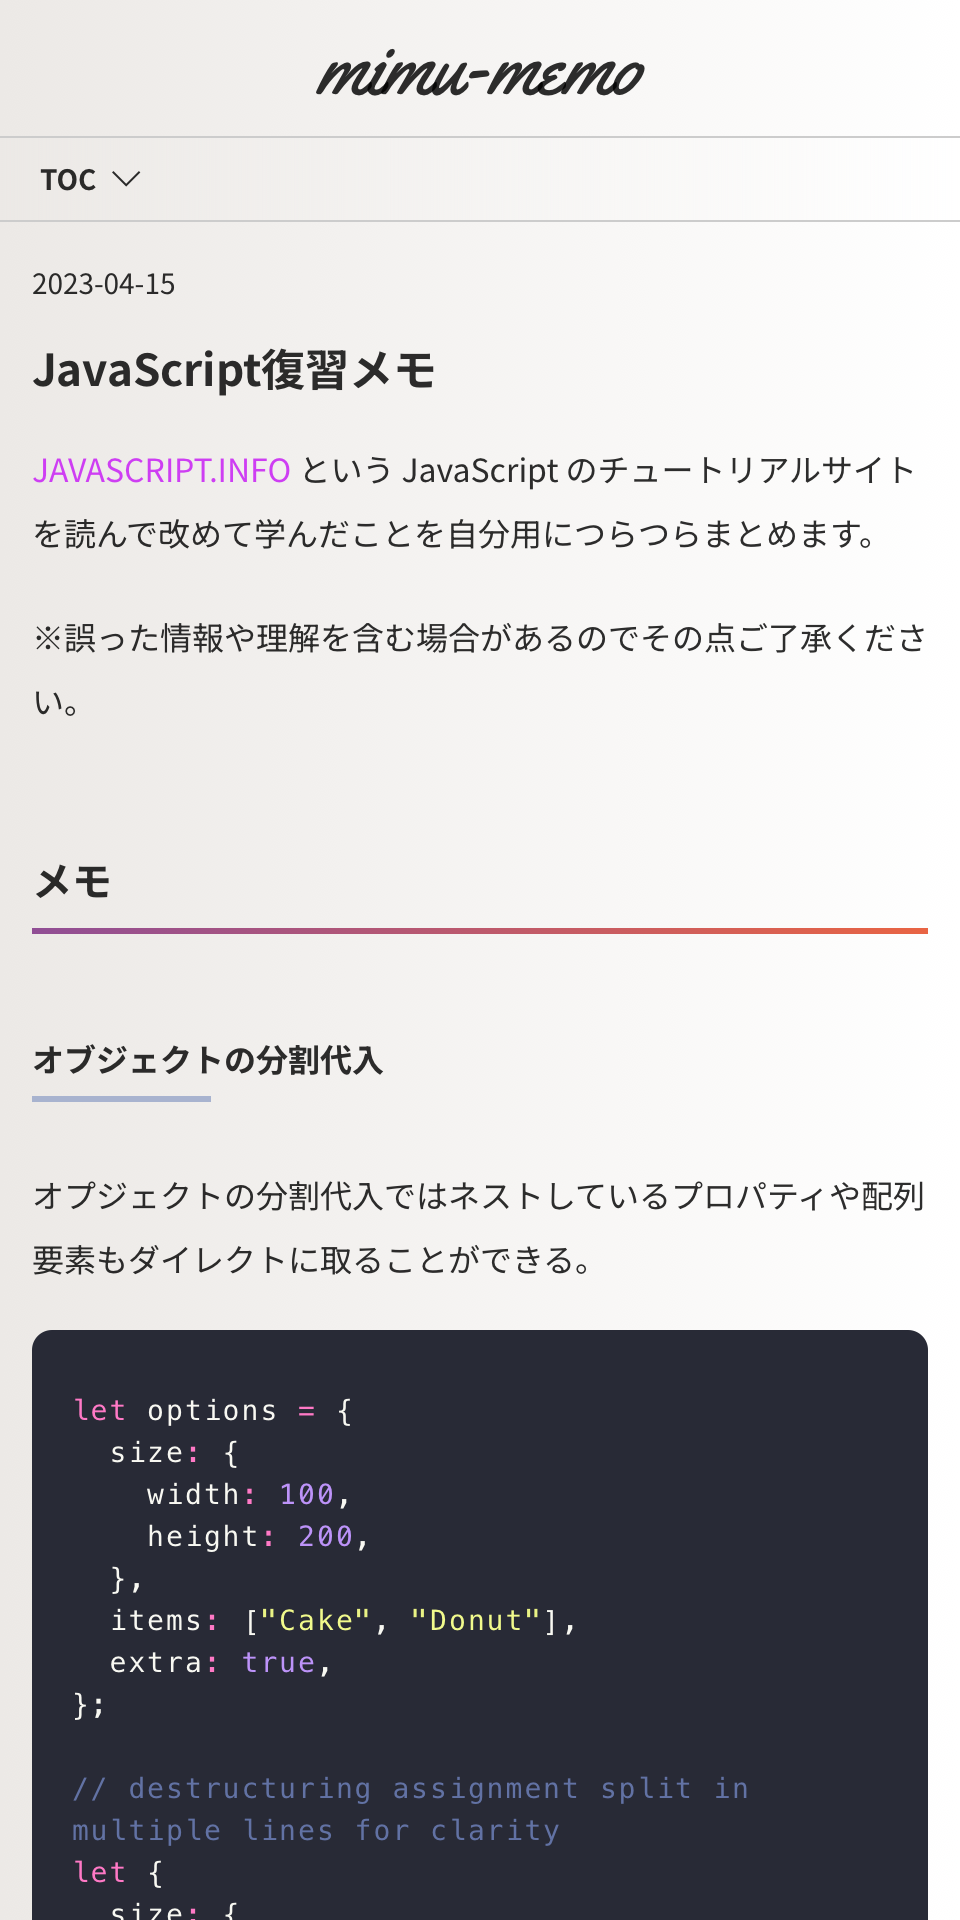 mimu-memo
TOC
2023-04-15
JavaScript復習メモ
JAVASCRIPT.INFO という JavaScript のチュートリアルサイト
を読んで改めて学んだことを自分用につらつらまとめます。
※誤った情報や理解を含む場合があるのでその点ご了承くださ
い。
メモ
オブジェクトの分割代入
オプジェクトの分割代入ではネストしているプロパティや配列
要素もダイレクトに取ることができる。
let options = {
  size: {
    width: 100,
    height: 200,
  },
  items: ["Cake", "Donut"],
  extra: true,
};
// destructuring assignment split in
multiple lines for clarity
let {
  size: {